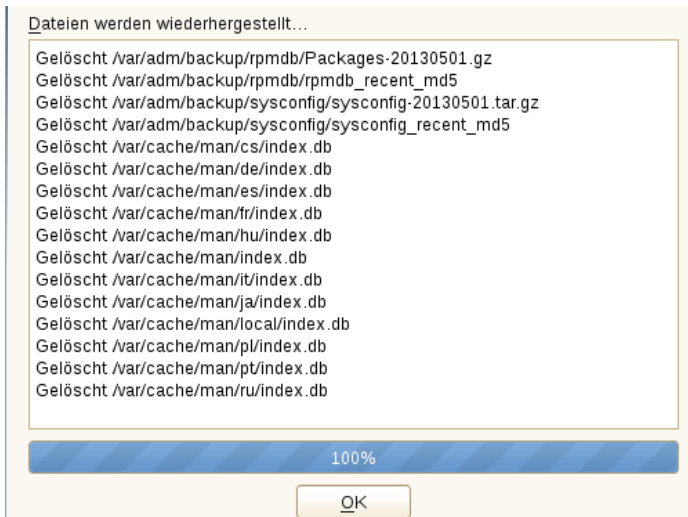 Dateien werden wiederhergestellt...
Gelöscht /var/adm/backup/rpmdb/Packages-20130501.gz
Gelöscht /var/adm/backup/rpmdb/rpmdb_recent_md5
Gelöscht /var/adm/backup/sysconfig/sysconfig-20130501.tar.gz
Gelöscht /var/adm/backup/sysconfig/sysconfig_recent_md5
Gelöscht /var/cache/man/cs/index.db
Gelöscht /var/cache/man/de/index.db
Gelöscht /var/cache/man/es/index.db
Gelöscht /var/cache/man/fr/index.db
Gelöscht /var/cache/man/hu/index.db
Gelöscht /var/cache/man/index.db
Gelöscht /var/cache/man/it/index.db
Gelöscht /var/cache/man/ja/index.db
Gelöscht /var/cache/man/local/index.db
Gelöscht /var/cache/man/pl/index.db
Gelöscht /var/cache/man/pt/index.db
Gelöscht /var/cache/man/ru/index.db
100%
OK